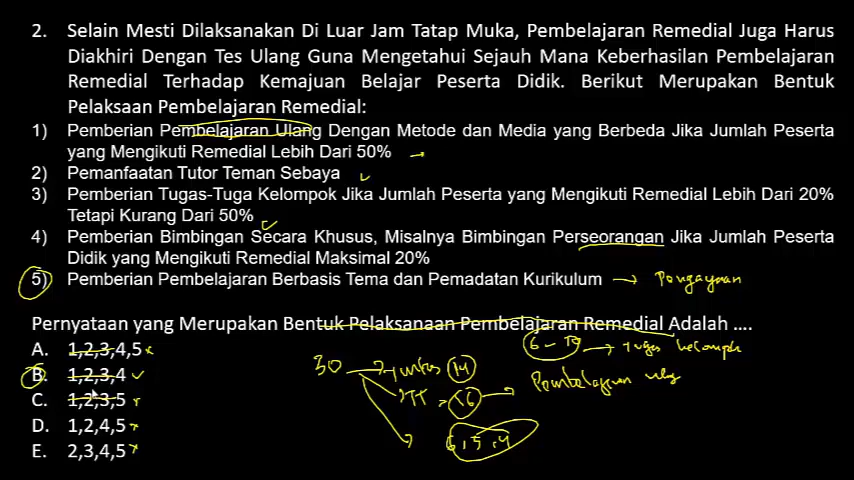 2. Selain Mesti Dilaksanakan Di Luar Jam Tatap Muka, Pembelajaran Remedial Juga Harus
Diakhiri Dengan Tes Ulang Guna Mengetahui Sejauh Mana Keberhasilan Pembelajaran
Remedial Terhadap Kemajuan Belajar Peserta Didik. Berikut Merupakan Bentuk
Pelaksaan Pembelajaran Remedial:
1) Pemberian Pembelajaran Ulang Dengan Metode dan Media yang Berbeda Jika Jumlah Peserta
yang Mengikuti Remedial Lebih Dari 50%
2) Pemanfaatan Tutor Teman Sebaya
3) Pemberian Tugas-Tuga Kelompok Jika Jumlah Peserta yang Mengikuti Remedial Lebih Dari 20%
Tetapi Kurang Dari 50%
4) Pemberian Bimbingan Secara Khusus, Misalnya Bimbingan Perseorangan Jika Jumlah Peserta
Didik yang Mengikuti Remedial Maksimal 20%
5) Pemberian Pembelajaran Berbasis Tema dan Pemadatan Kurikulum → Pengayaan
Pernyataan yang Merupakan Bentuk Pelaksanaan Pembelajaran Remedial Adalah ....
A. 1,2,3,4,5
B. 1,2,3,4
C. 1,2,3,5
D. 1,2,4,5
E. 2,3,4,5
→ Tugas kelompok
30 → Tuntas 14
→ Pembelajaran
6, 5, 4